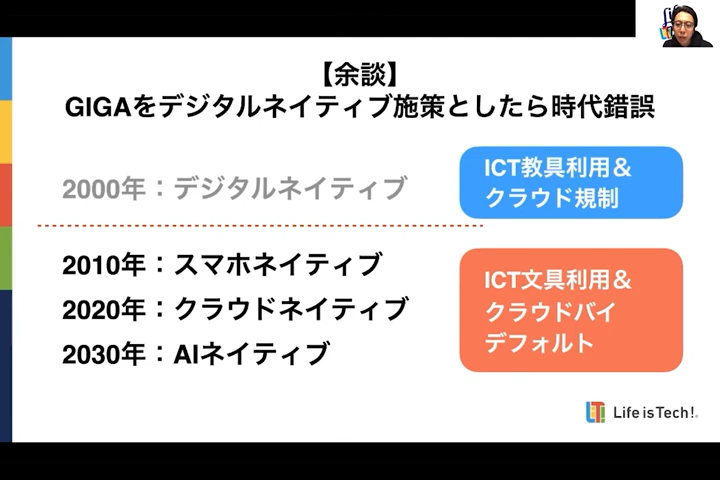 【余談】
GIGAをデジタルネイティブ施策としたら時代錯誤
2000年：デジタルネイティブ
ICT教具利用＆
クラウド規制
2010年：スマホネイティブ
2020年：クラウドネイティブ
2030年：AIネイティブ
ICT文具利用＆
クラウドバイ
デフォルト
Life is Tech!